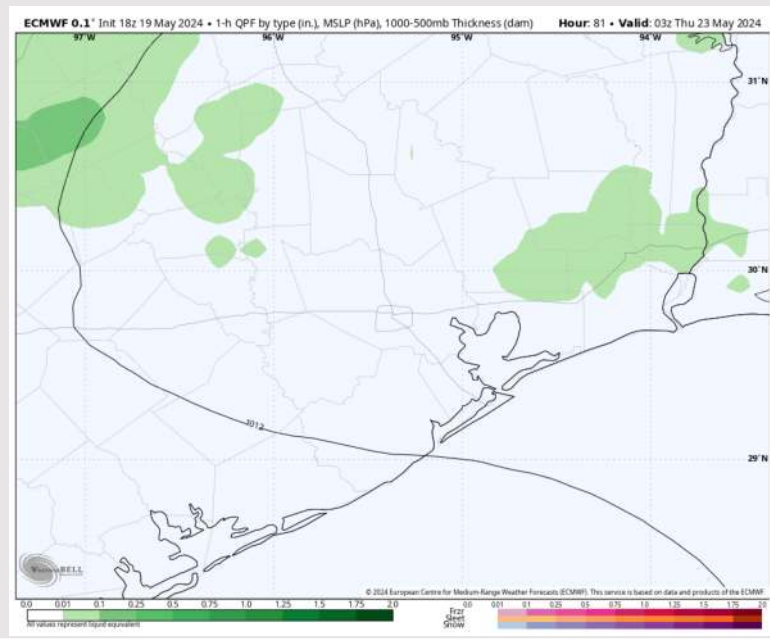 ECMWF 0.1° Init 18z 19 May 2024 • 1-h QPF by type (in.), MSLP (hPa), 1000-500mb Thickness (dam)
Hour: 81 • Valid: 03z Thu 23 May 2024
97°W 96°W 95°W 94°W
31°N
30°N
1012
29°N
WeatherBELL
© 2024 European Centre for Medium-Range Weather Forecasts (ECMWF). This service is based on data and products of the ECMWF.
0.0 0.01 0.1 0.25 0.5 0.75 1.0 1.25 1.5 1.75 2.0
All values represent liquid equivalent
0.0 0.01 0.1 0.25 0.5 0.75 1.0 1.25 1.5 1.75 2.0
Frzr
Sleet
Snow